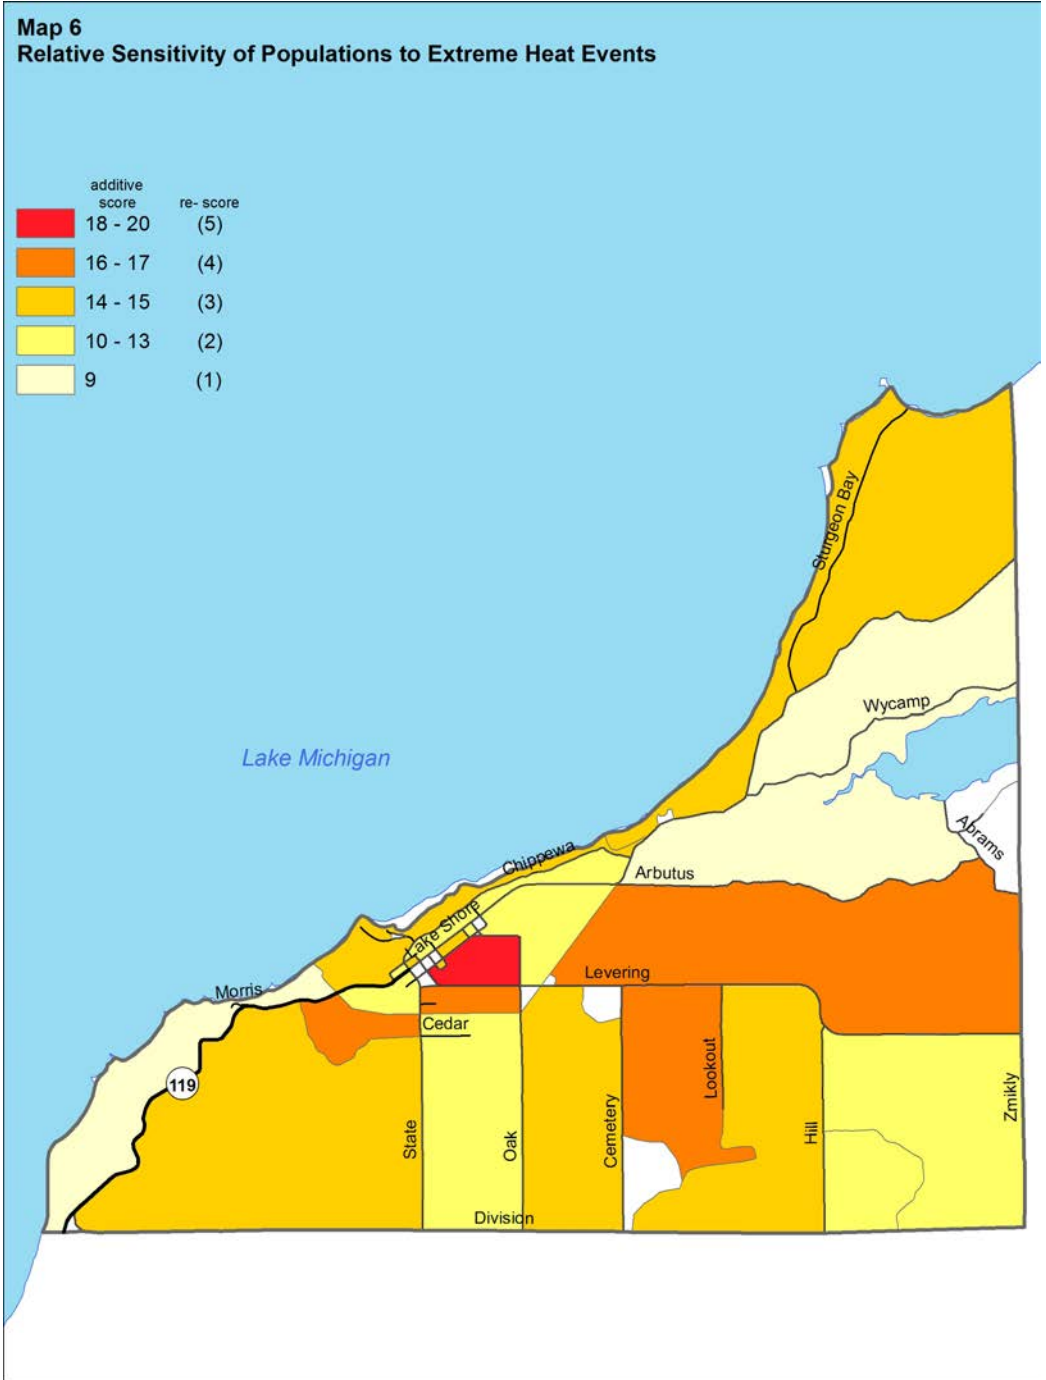 Map 6
Relative Sensitivity of Populations to Extreme Heat Events
additive
score
re- score
18 - 20
(5)
16 - 17
(4)
14 - 15
(3)
10 - 13
(2)
9
(1)
Sturgeon Bay
Wycamp
Lake Michigan
Abrams
Chippewa
Arbutus
Lake Shore
Levering
Morris
Cedar
119
Lookout
Zmikly
State
Oak
Cemetery
Hill
Division